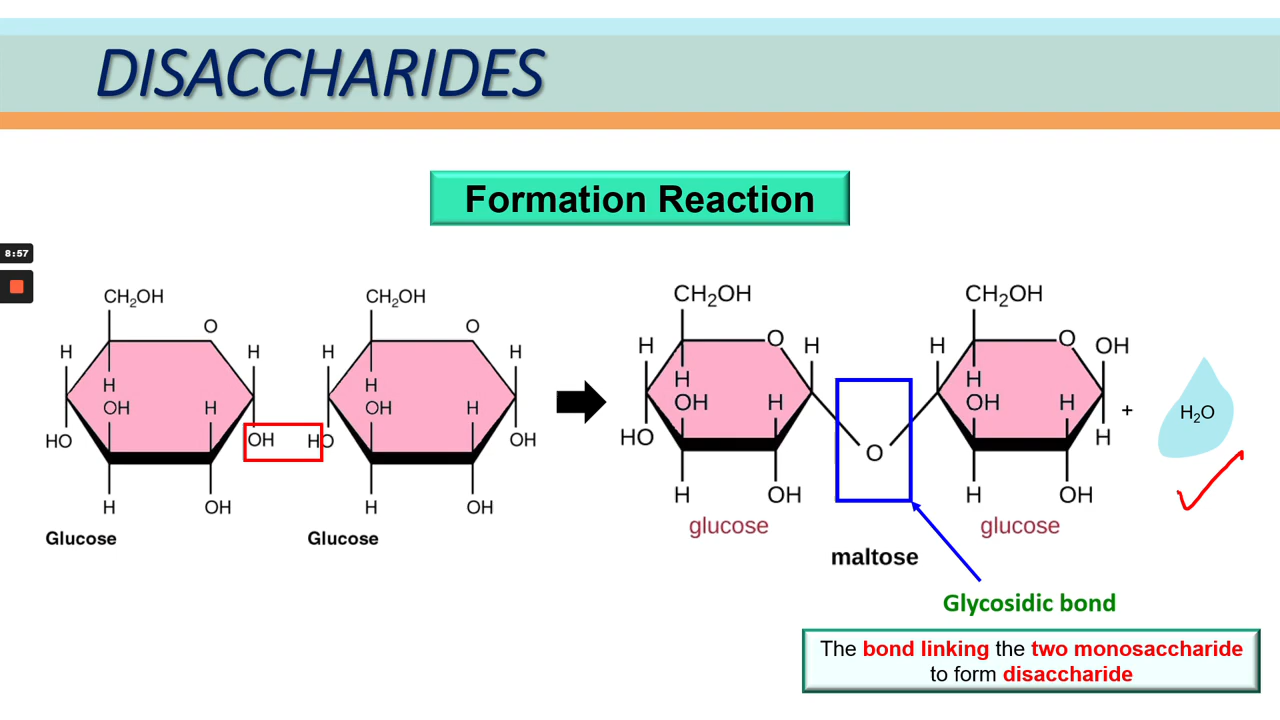 DISACCHARIDES
Formation Reaction
8:57
CH₂OH CH₂OH CH₂OH CH₂OH
O O O O
H H H H H H H OH
H H H H
OH H OH H OH H OH H
HO OH HO OH HO O H
+ H₂O
H OH H OH H OH H OH
Glucose Glucose glucose glucose
maltose
Glycosidic bond
The bond linking the two monosaccharide
to form disaccharide